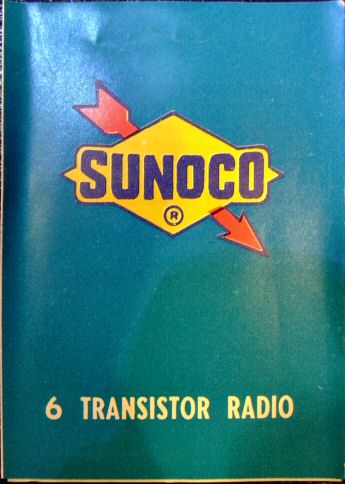 SUNOCO
®
6 TRANSISTOR RADIO